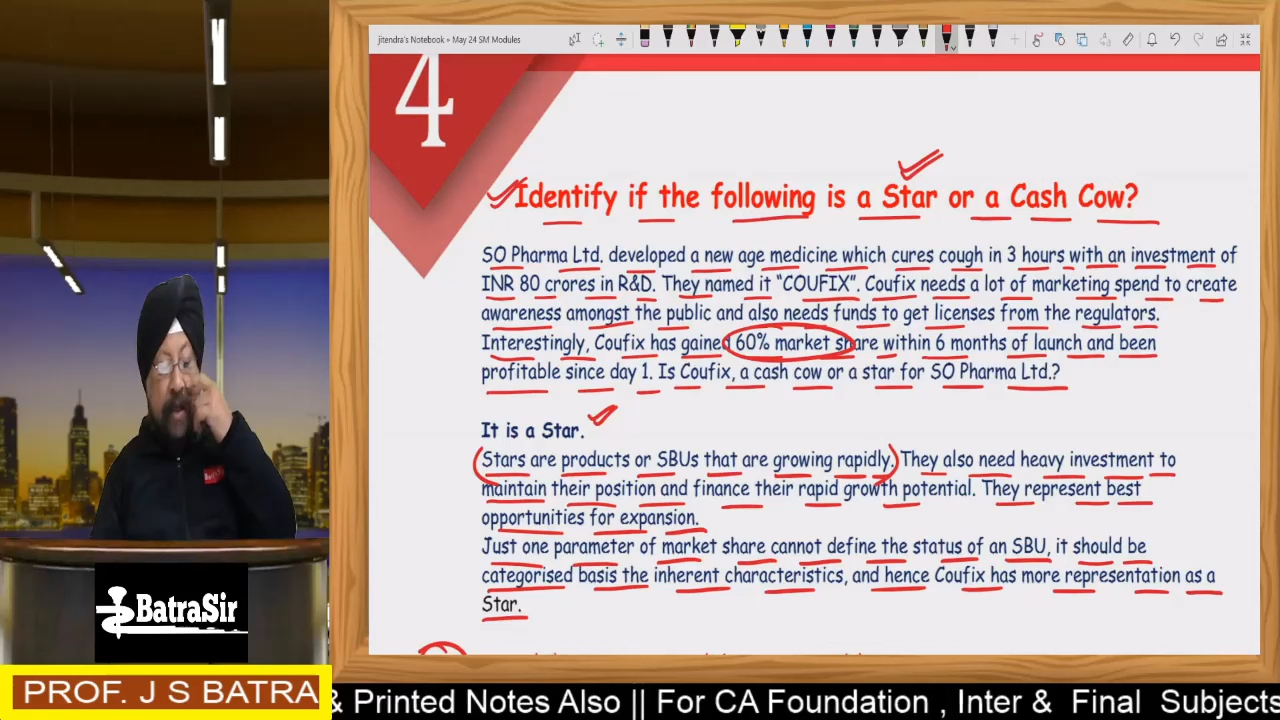 jitendra's Notebook » May 24 SM Modules
4
Identify if the following is a Star or a Cash Cow?
SO Pharma Ltd. developed a new age medicine which cures cough in 3 hours with an investment of
INR 80 crores in R&D. They named it "COUFIX". Coufix needs a lot of marketing spend to create
awareness amongst the public and also needs funds to get licenses from the regulators.
Interestingly, Coufix has gained 60% market share within 6 months of launch and been
profitable since day 1. Is Coufix, a cash cow or a star for SO Pharma Ltd.?
It is a Star.
Stars are products or SBUs that are growing rapidly. They also need heavy investment to
maintain their position and finance their rapid growth potential. They represent best
opportunities for expansion.
Just one parameter of market share cannot define the status of an SBU, it should be
categorised basis the inherent characteristics, and hence Coufix has more representation as a
Star.
BatraSir
PROF. J S BATRA
& Printed Notes Also || For CA Foundation , Inter & Final Subjects